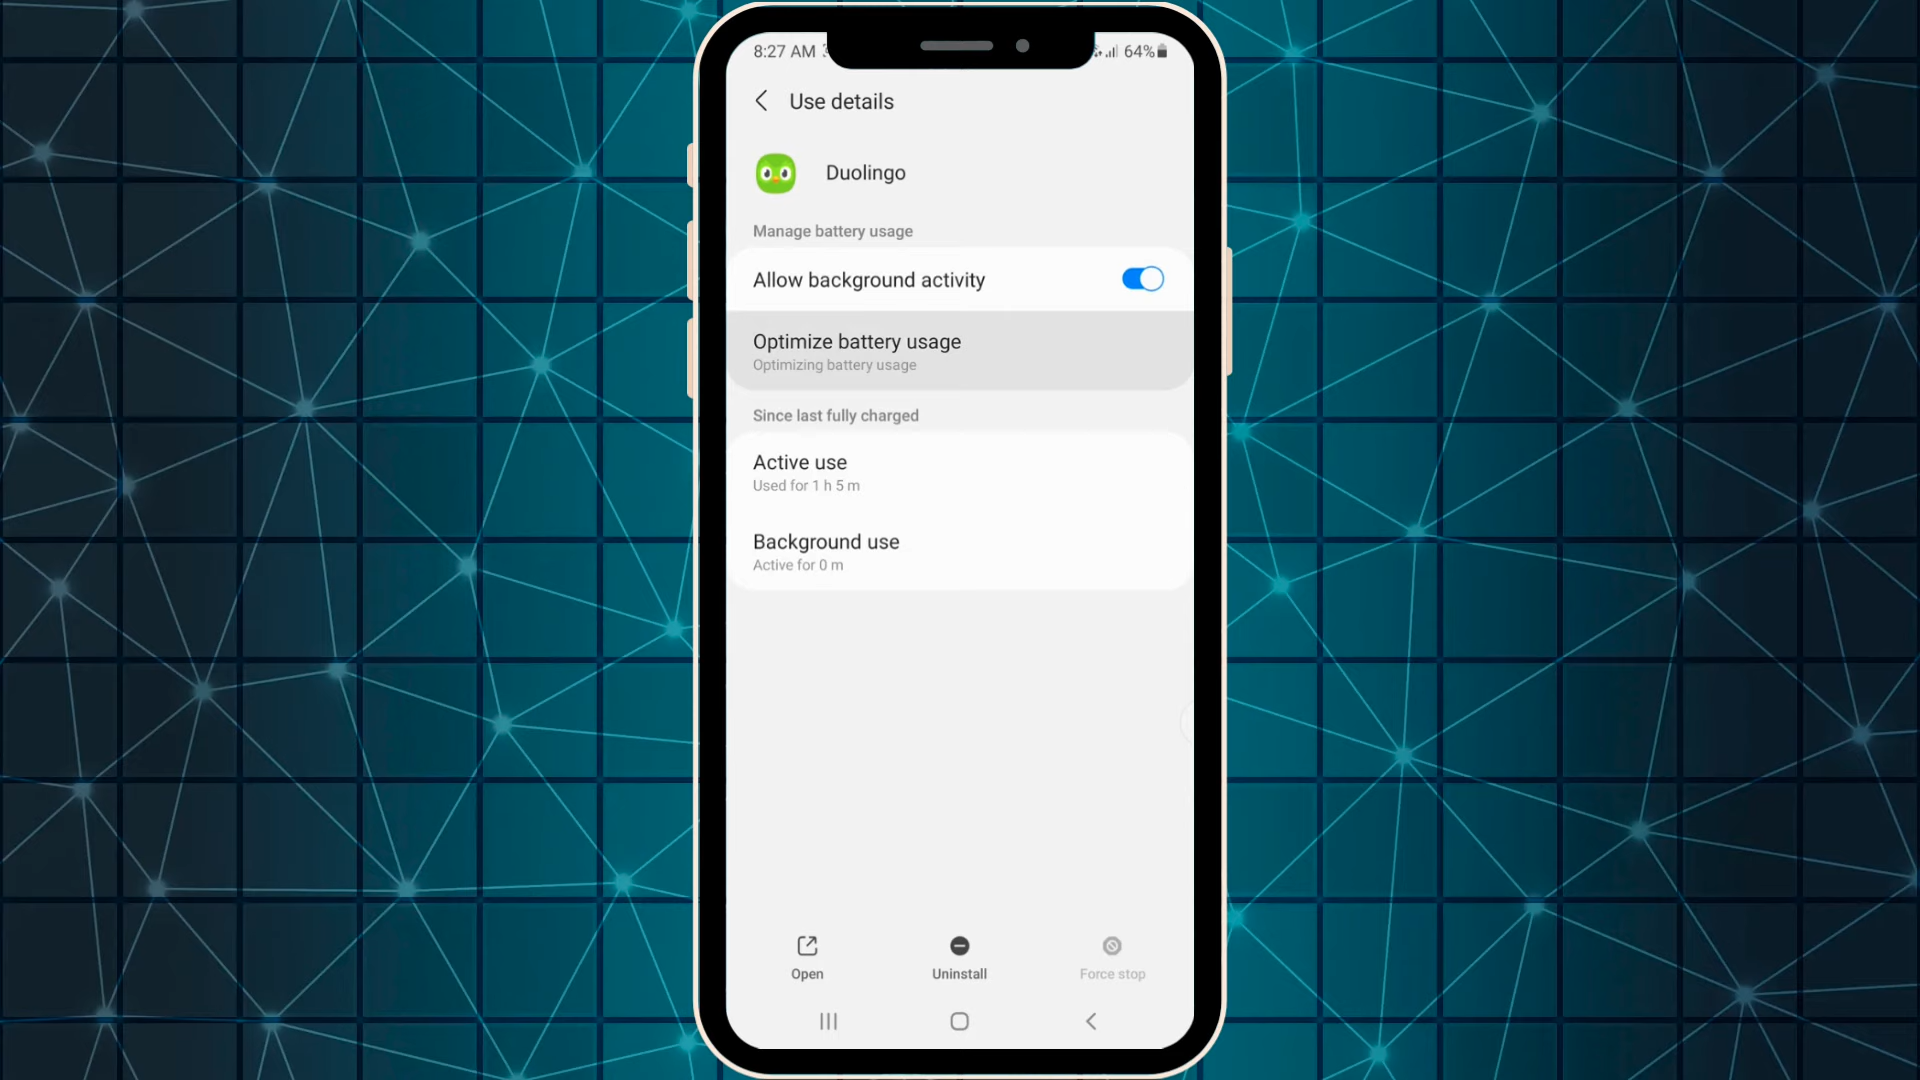 8:27 AM
64%
Use details
Duolingo
Manage battery usage
Allow background activity
Optimize battery usage
Optimizing battery usage
Since last fully charged
Active use
Used for 1 h 5 m
Background use
Active for 0 m
Open
Uninstall
Force stop